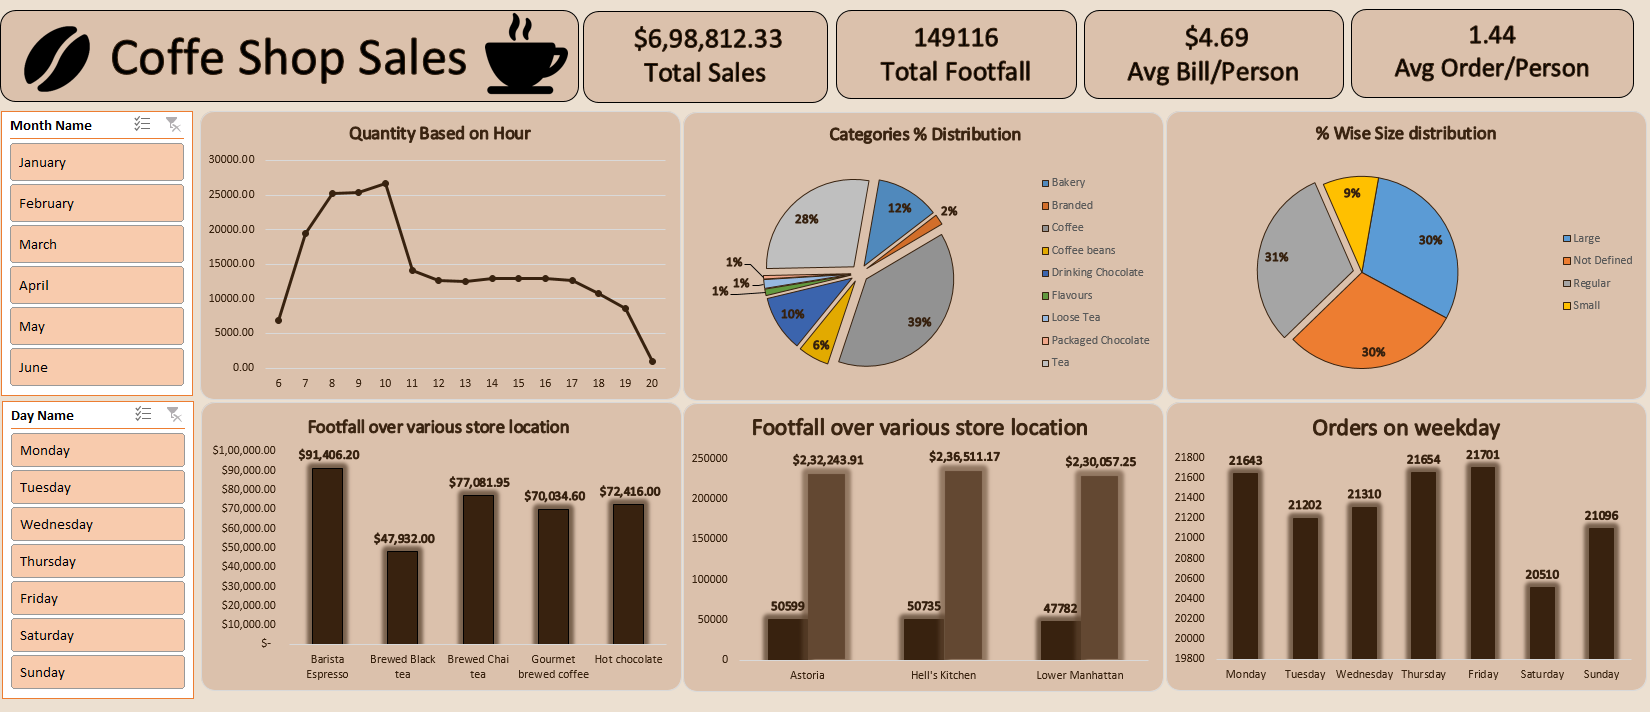 Coffe Shop Sales
$6,98,812.33
Total Sales
149116
Total Footfall
$4.69
Avg Bill/Person
1.44
Avg Order/Person
Month Name
January
February
March
April
May
June
Day Name
Monday
Tuesday
Wednesday
Thursday
Friday
Saturday
Sunday
Quantity Based on Hour
30000.00
25000.00
20000.00
15000.00
10000.00
5000.00
0.00
6 7 8 9 10 11 12 13 14 15 16 17 18 19 20
Categories % Distribution
28%
12%
2%
1%
1%
1%
10%
6%
39%
Bakery
Branded
Coffee
Coffee beans
Drinking Chocolate
Flavours
Loose Tea
Packaged Chocolate
Tea
% Wise Size distribution
9%
30%
31%
30%
Large
Not Defined
Regular
Small
Footfall over various store location
$1,00,000.00
$90,000.00
$80,000.00
$70,000.00
$60,000.00
$50,000.00
$40,000.00
$30,000.00
$20,000.00
$10,000.00
$-
$91,406.20
$47,932.00
$77,081.95
$70,034.60
$72,416.00
Barista
Espresso
Brewed Black
tea
Brewed Chai
tea
Gourmet
brewed coffee
Hot chocolate
Footfall over various store location
250000
200000
150000
100000
50000
0
50599
$2,32,243.91
50735
$2,36,511.17
47782
$2,30,057.25
Astoria
Hell's Kitchen
Lower Manhattan
Orders on weekday
21800
21600
21400
21200
21000
20800
20600
20400
20200
20000
19800
21643
21202
21310
21654
21701
20510
21096
Monday
Tuesday
Wednesday
Thursday
Friday
Saturday
Sunday